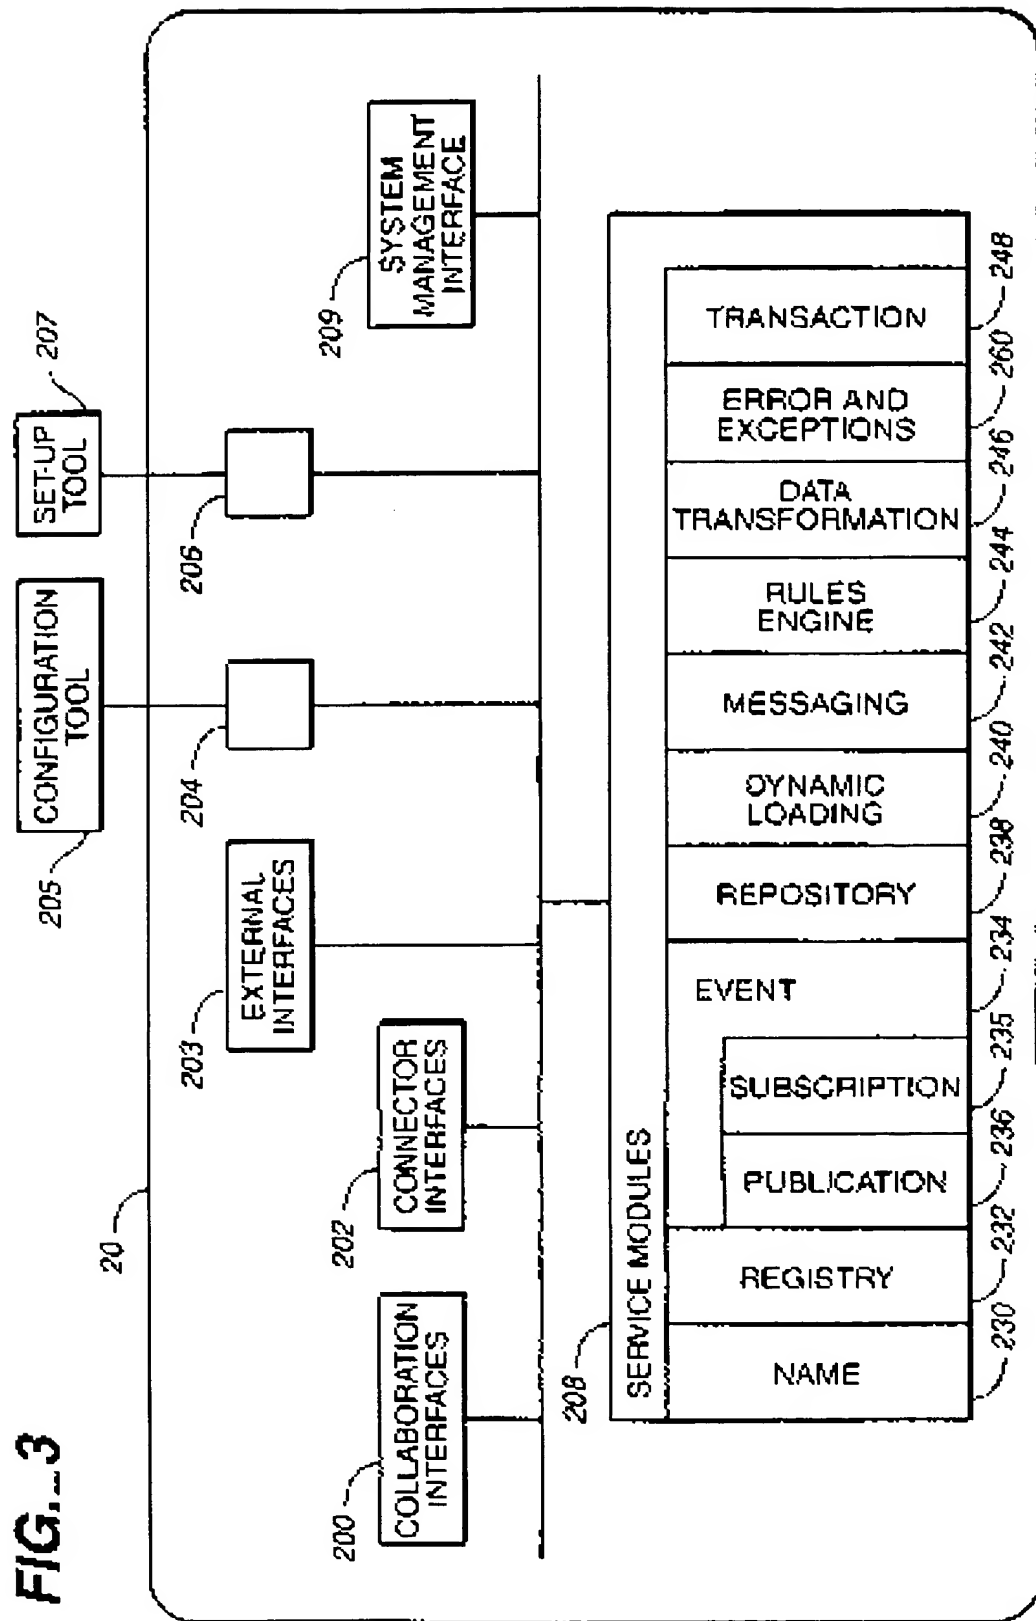 FIG._3
20
CONFIGURATION
TOOL
205
SET-UP
TOOL
207
COLLABORATION
INTERFACES
200
CONNECTOR
INTERFACES
202
EXTERNAL
INTERFACES
203
204
206
SYSTEM
MANAGEMENT
INTERFACE
209
208
SERVICE MODULES
NAME
REGISTRY
EVENT
PUBLICATION
SUBSCRIPTION
REPOSITORY
DYNAMIC
LOADING
MESSAGING
RULES
ENGINE
DATA
TRANSFORMATION
ERROR AND
EXCEPTIONS
TRANSACTION
230
232
236
235
234
238
240
242
244
246
260
248